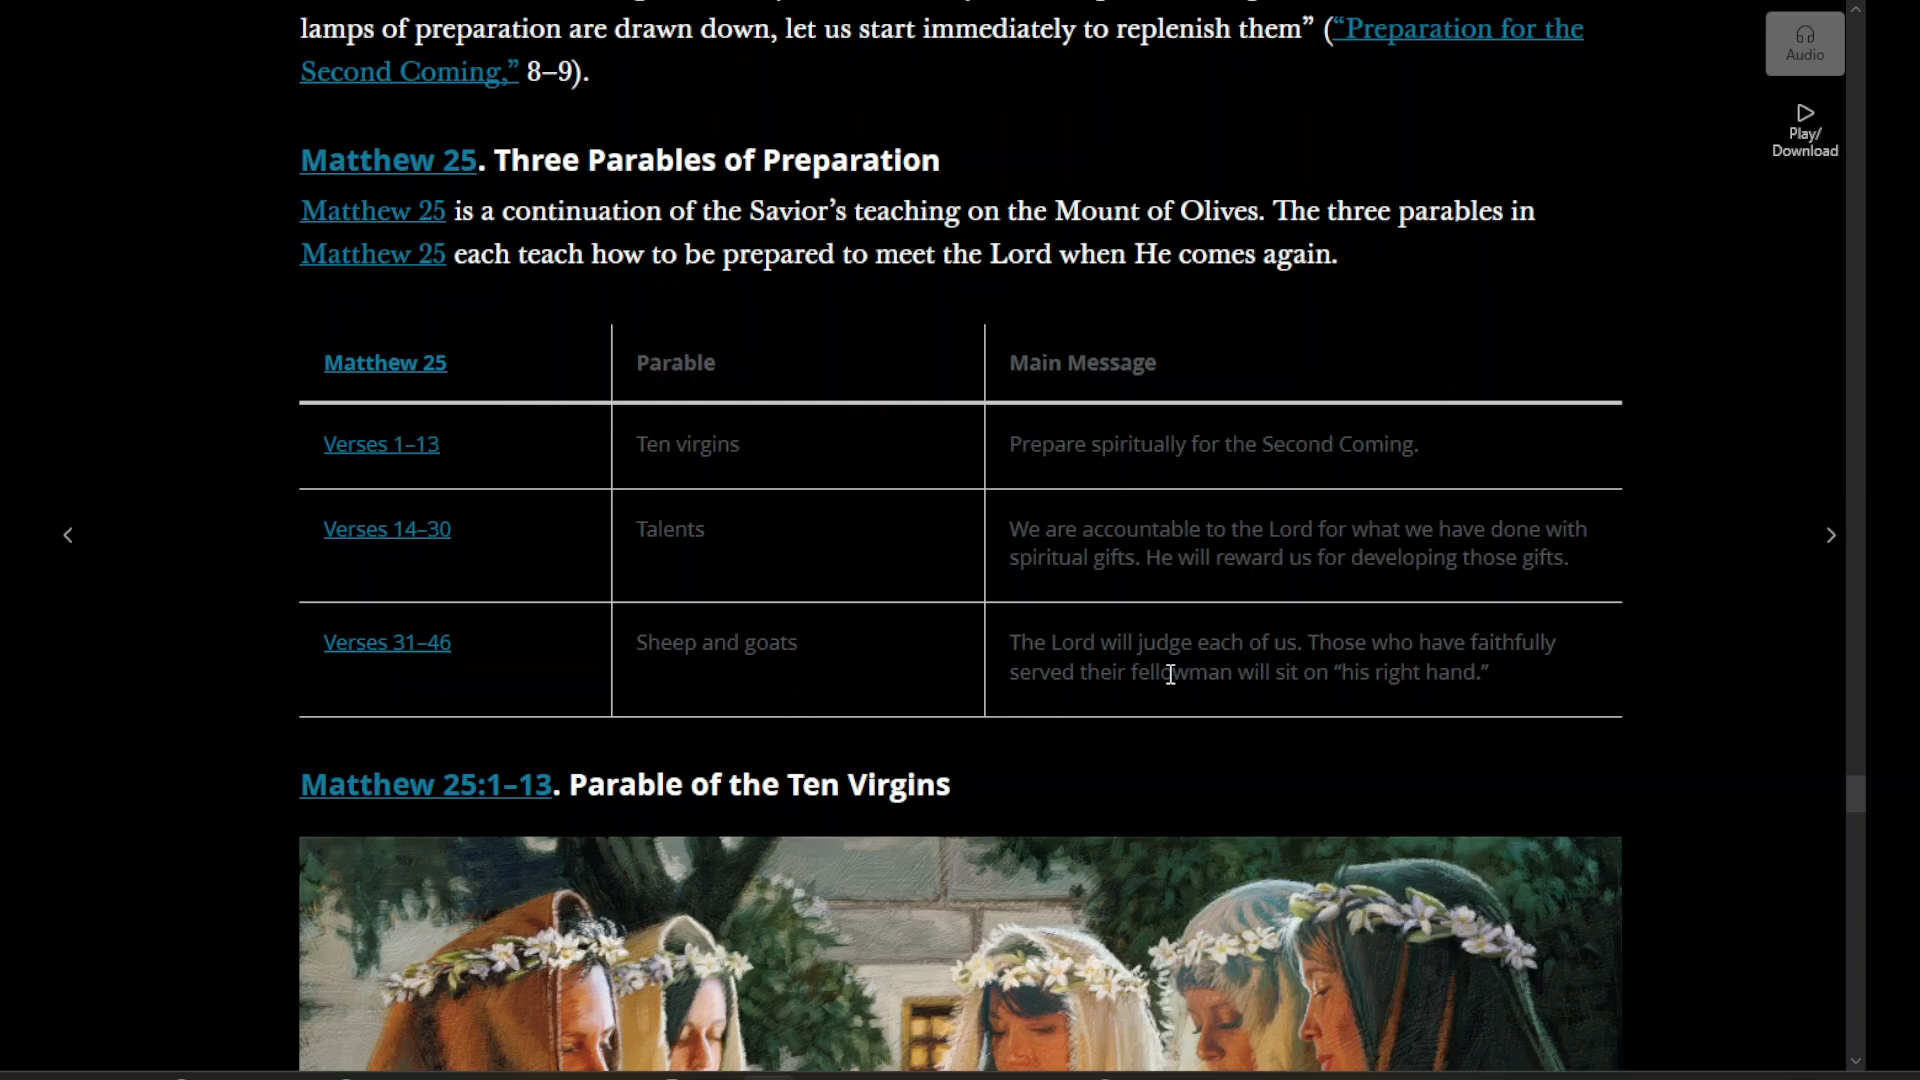 lamps of preparation are drawn down, let us start immediately to replenish them” (“Preparation for the
Second Coming,” 8–9).
Audio
Play/
Download
Matthew 25. Three Parables of Preparation
Matthew 25 is a continuation of the Savior’s teaching on the Mount of Olives. The three parables in
Matthew 25 each teach how to be prepared to meet the Lord when He comes again.
Matthew 25 Parable Main Message
Verses 1–13 Ten virgins Prepare spiritually for the Second Coming.
Verses 14–30 Talents We are accountable to the Lord for what we have done with
spiritual gifts. He will reward us for developing those gifts.
Verses 31–46 Sheep and goats The Lord will judge each of us. Those who have faithfully
served their fellowman will sit on “his right hand.”
Matthew 25:1–13. Parable of the Ten Virgins